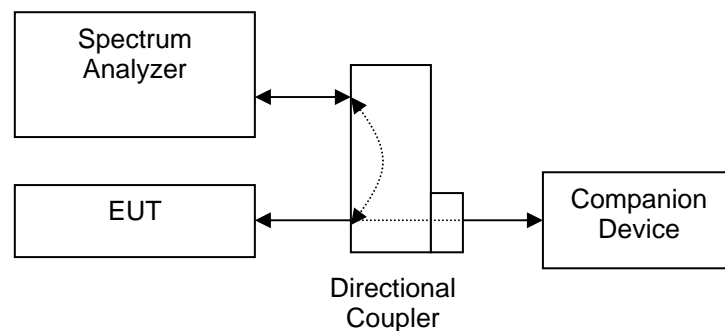 Spectrum
Analyzer
EUT
Companion
Device
Directional
Coupler